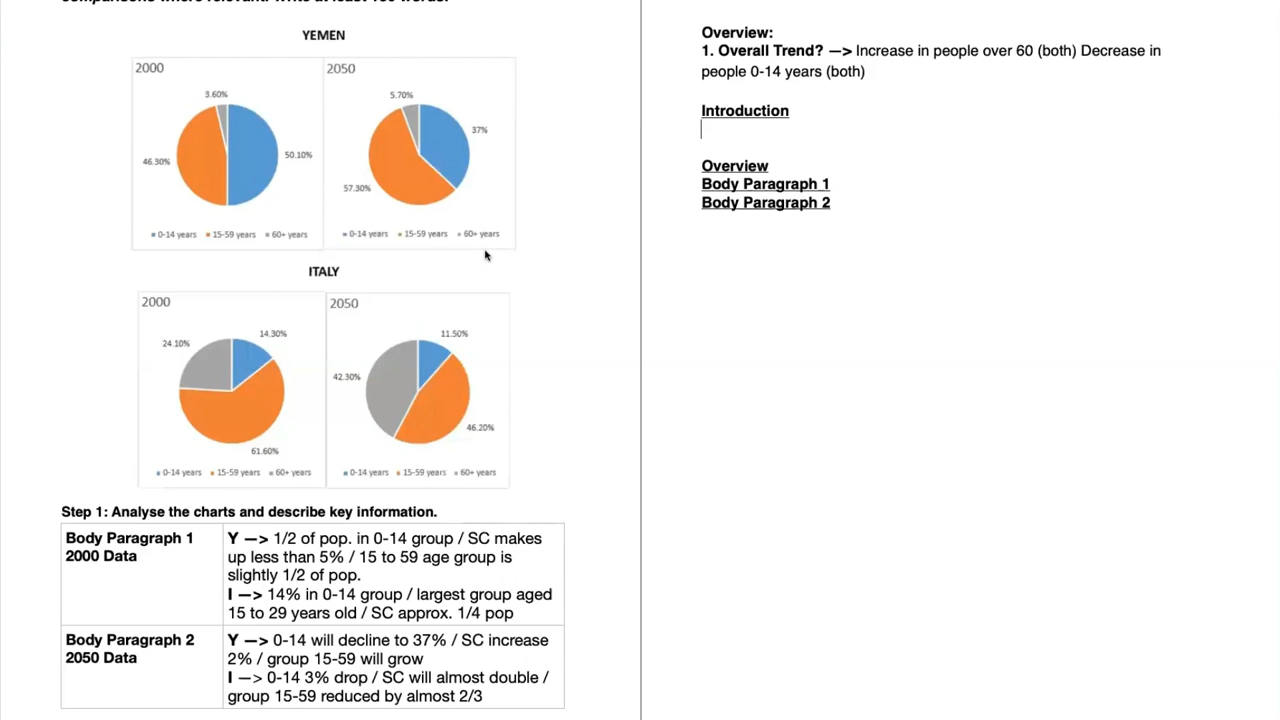 YEMEN
2000
2050
3.60%
5.70%
37%
46.30%
50.10%
57.30%
0-14 years 15-59 years 60+ years
0-14 years 15-59 years 60+ years
ITALY
2000
2050
14.30%
11.50%
24.10%
42.30%
46.20%
61.60%
0-14 years 15-59 years 60+ years
0-14 years 15-59 years 60+ years
Step 1: Analyse the charts and describe key information.
Body Paragraph 1
2000 Data
Y —> 1/2 of pop. in 0-14 group / SC makes
up less than 5% / 15 to 59 age group is
slightly 1/2 of pop.
I —> 14% in 0-14 group / largest group aged
15 to 29 years old / SC approx. 1/4 pop
Body Paragraph 2
2050 Data
Y —> 0-14 will decline to 37% / SC increase
2% / group 15-59 will grow
I —> 0-14 3% drop / SC will almost double /
group 15-59 reduced by almost 2/3
Overview:
1. Overall Trend? —> Increase in people over 60 (both) Decrease in
people 0-14 years (both)
Introduction
Overview
Body Paragraph 1
Body Paragraph 2